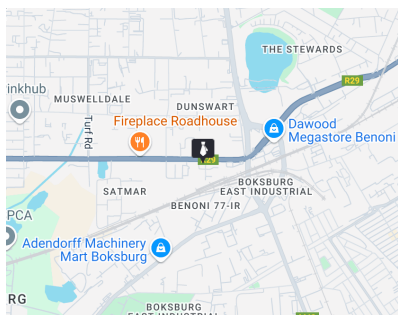 THE STEWARDS
R29
inkhub
MUSWELLDALE
DUNSWART
Fireplace Roadhouse
Turf Rd
Dawood
Megastore Benoni
R29
SATMAR
BOKSBURG
EAST INDUSTRIAL
BENONI 77-IR
PCA
Adendorff Machinery
Mart Boksburg
RG
BOKSBURG
EAST INDUSTRIAL